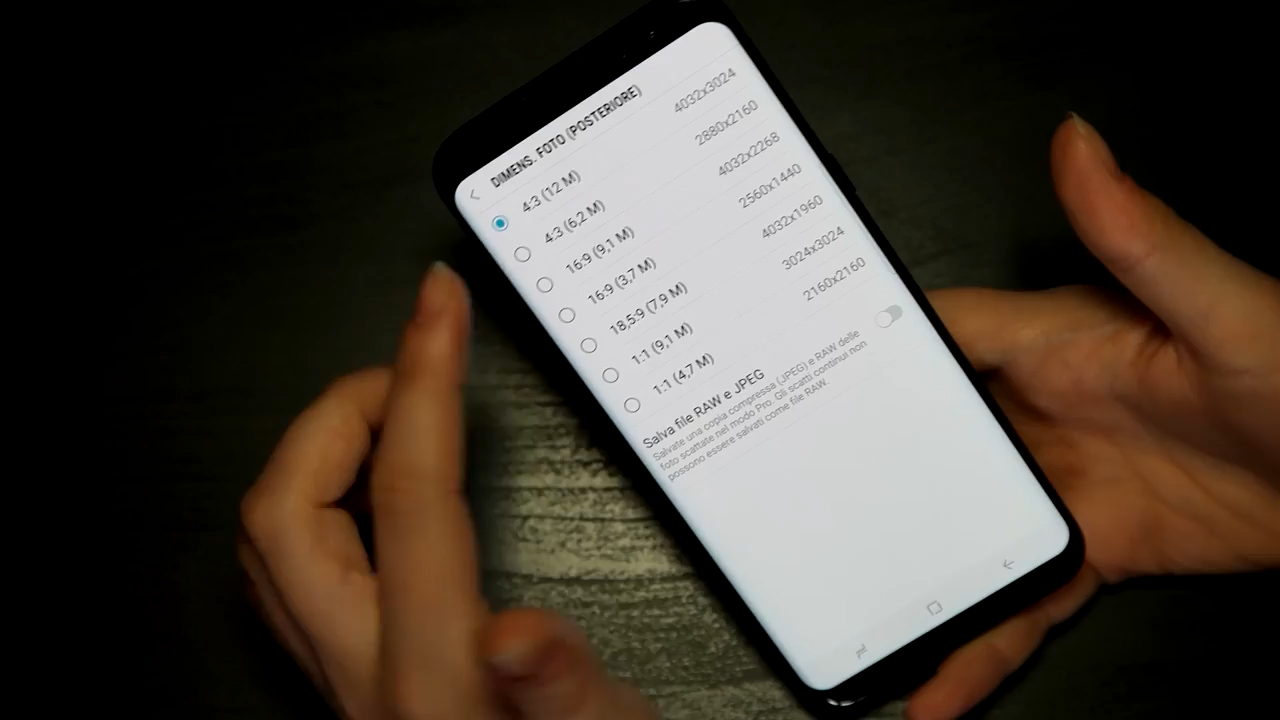 DIMENS. FOTO (POSTERIORE)
4:3 (12 M) 4032x3024
4:3 (6,2 M) 2880x2160
16:9 (9,1 M) 4032x2268
16:9 (3,7 M) 2560x1440
18,5:9 (7,9 M) 4032x1960
1:1 (9,1 M) 3024x3024
1:1 (4,7 M) 2160x2160
Salva file RAW e JPEG
Salvate una copia compressa (JPEG) e RAW delle
foto scattate nel modo Pro. Gli scatti continui non
possono essere salvati come file RAW.